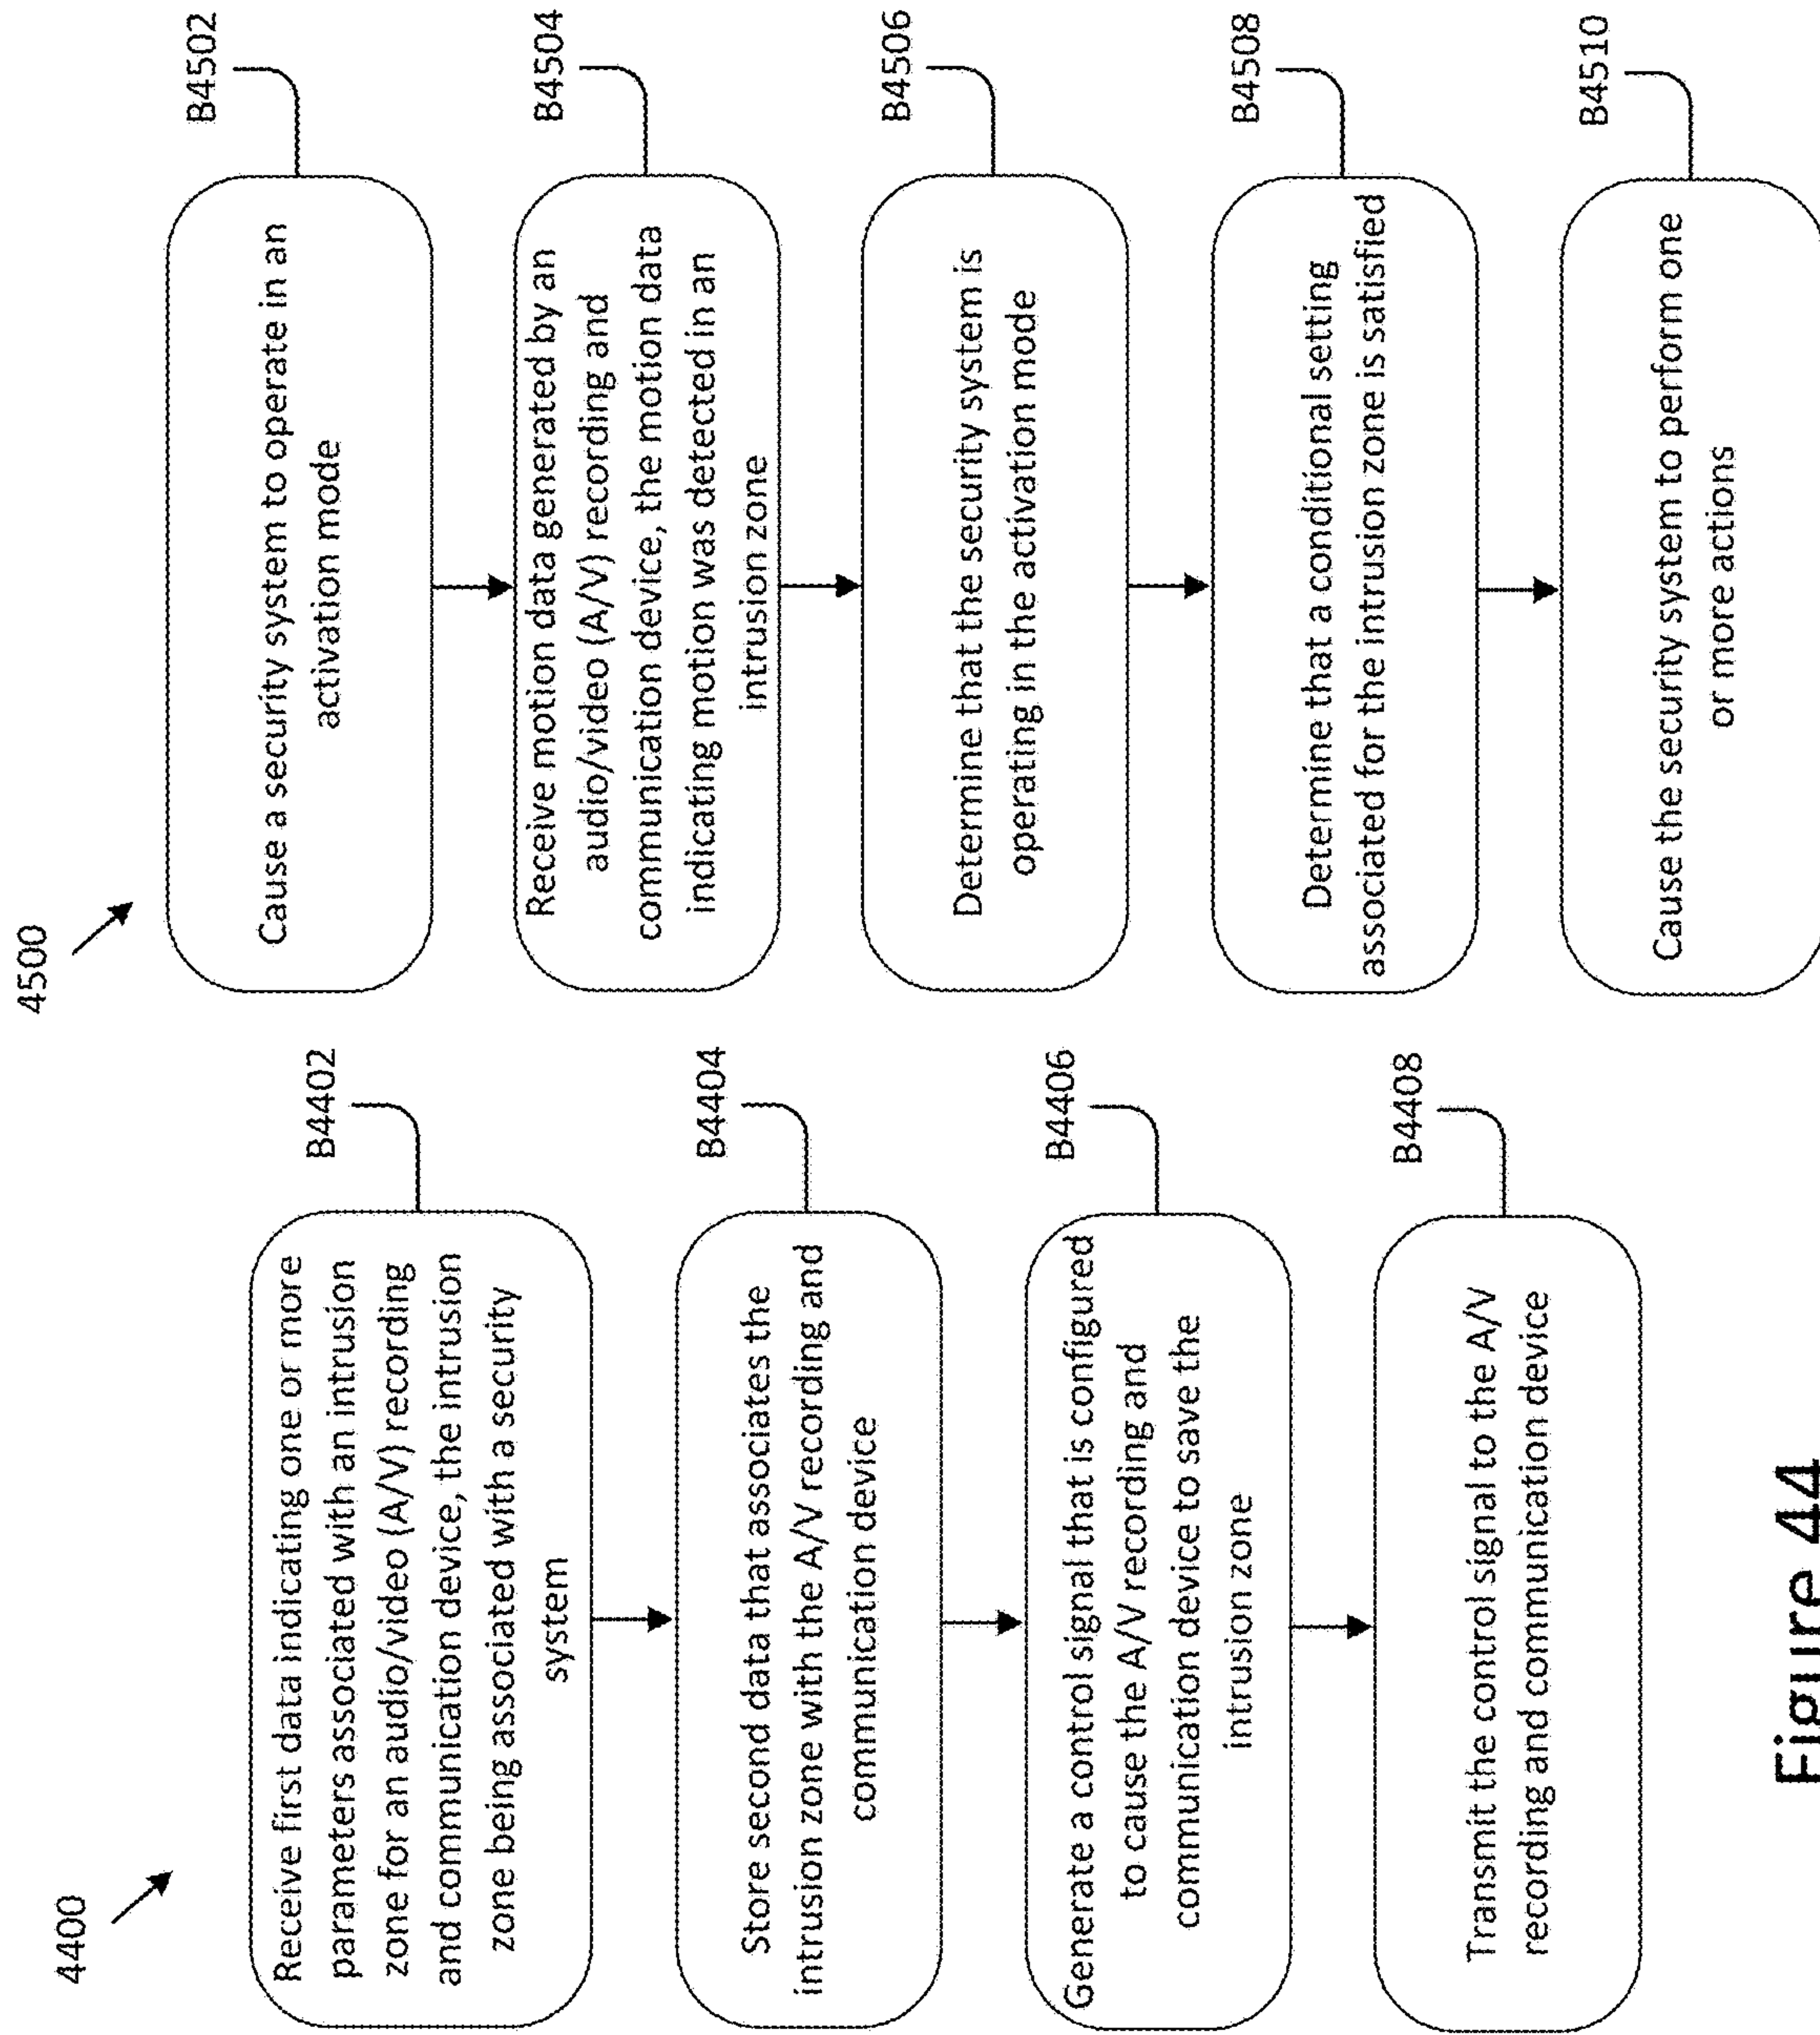 4400
Receive first data indicating one or more
parameters associated with an intrusion
zone for an audio/video (A/V) recording
and communication device, the intrusion
zone being associated with a security
system
B4402
Store second data that associates the
intrusion zone with the A/V recording and
communication device
B4404
Generate a control signal that is configured
to cause the A/V recording and
communication device to save the
intrusion zone
B4406
Transmit the control signal to the A/V
recording and communication device
B4408
Figure 44
4500
Cause a security system to operate in an
activation mode
B4502
Receive motion data generated by an
audio/video (A/V) recording and
communication device, the motion data
indicating motion was detected in an
intrusion zone
B4504
Determine that the security system is
operating in the activation mode
B4506
Determine that a conditional setting
associated for the intrusion zone is satisfied
B4508
Cause the security system to perform one
or more actions
B4510